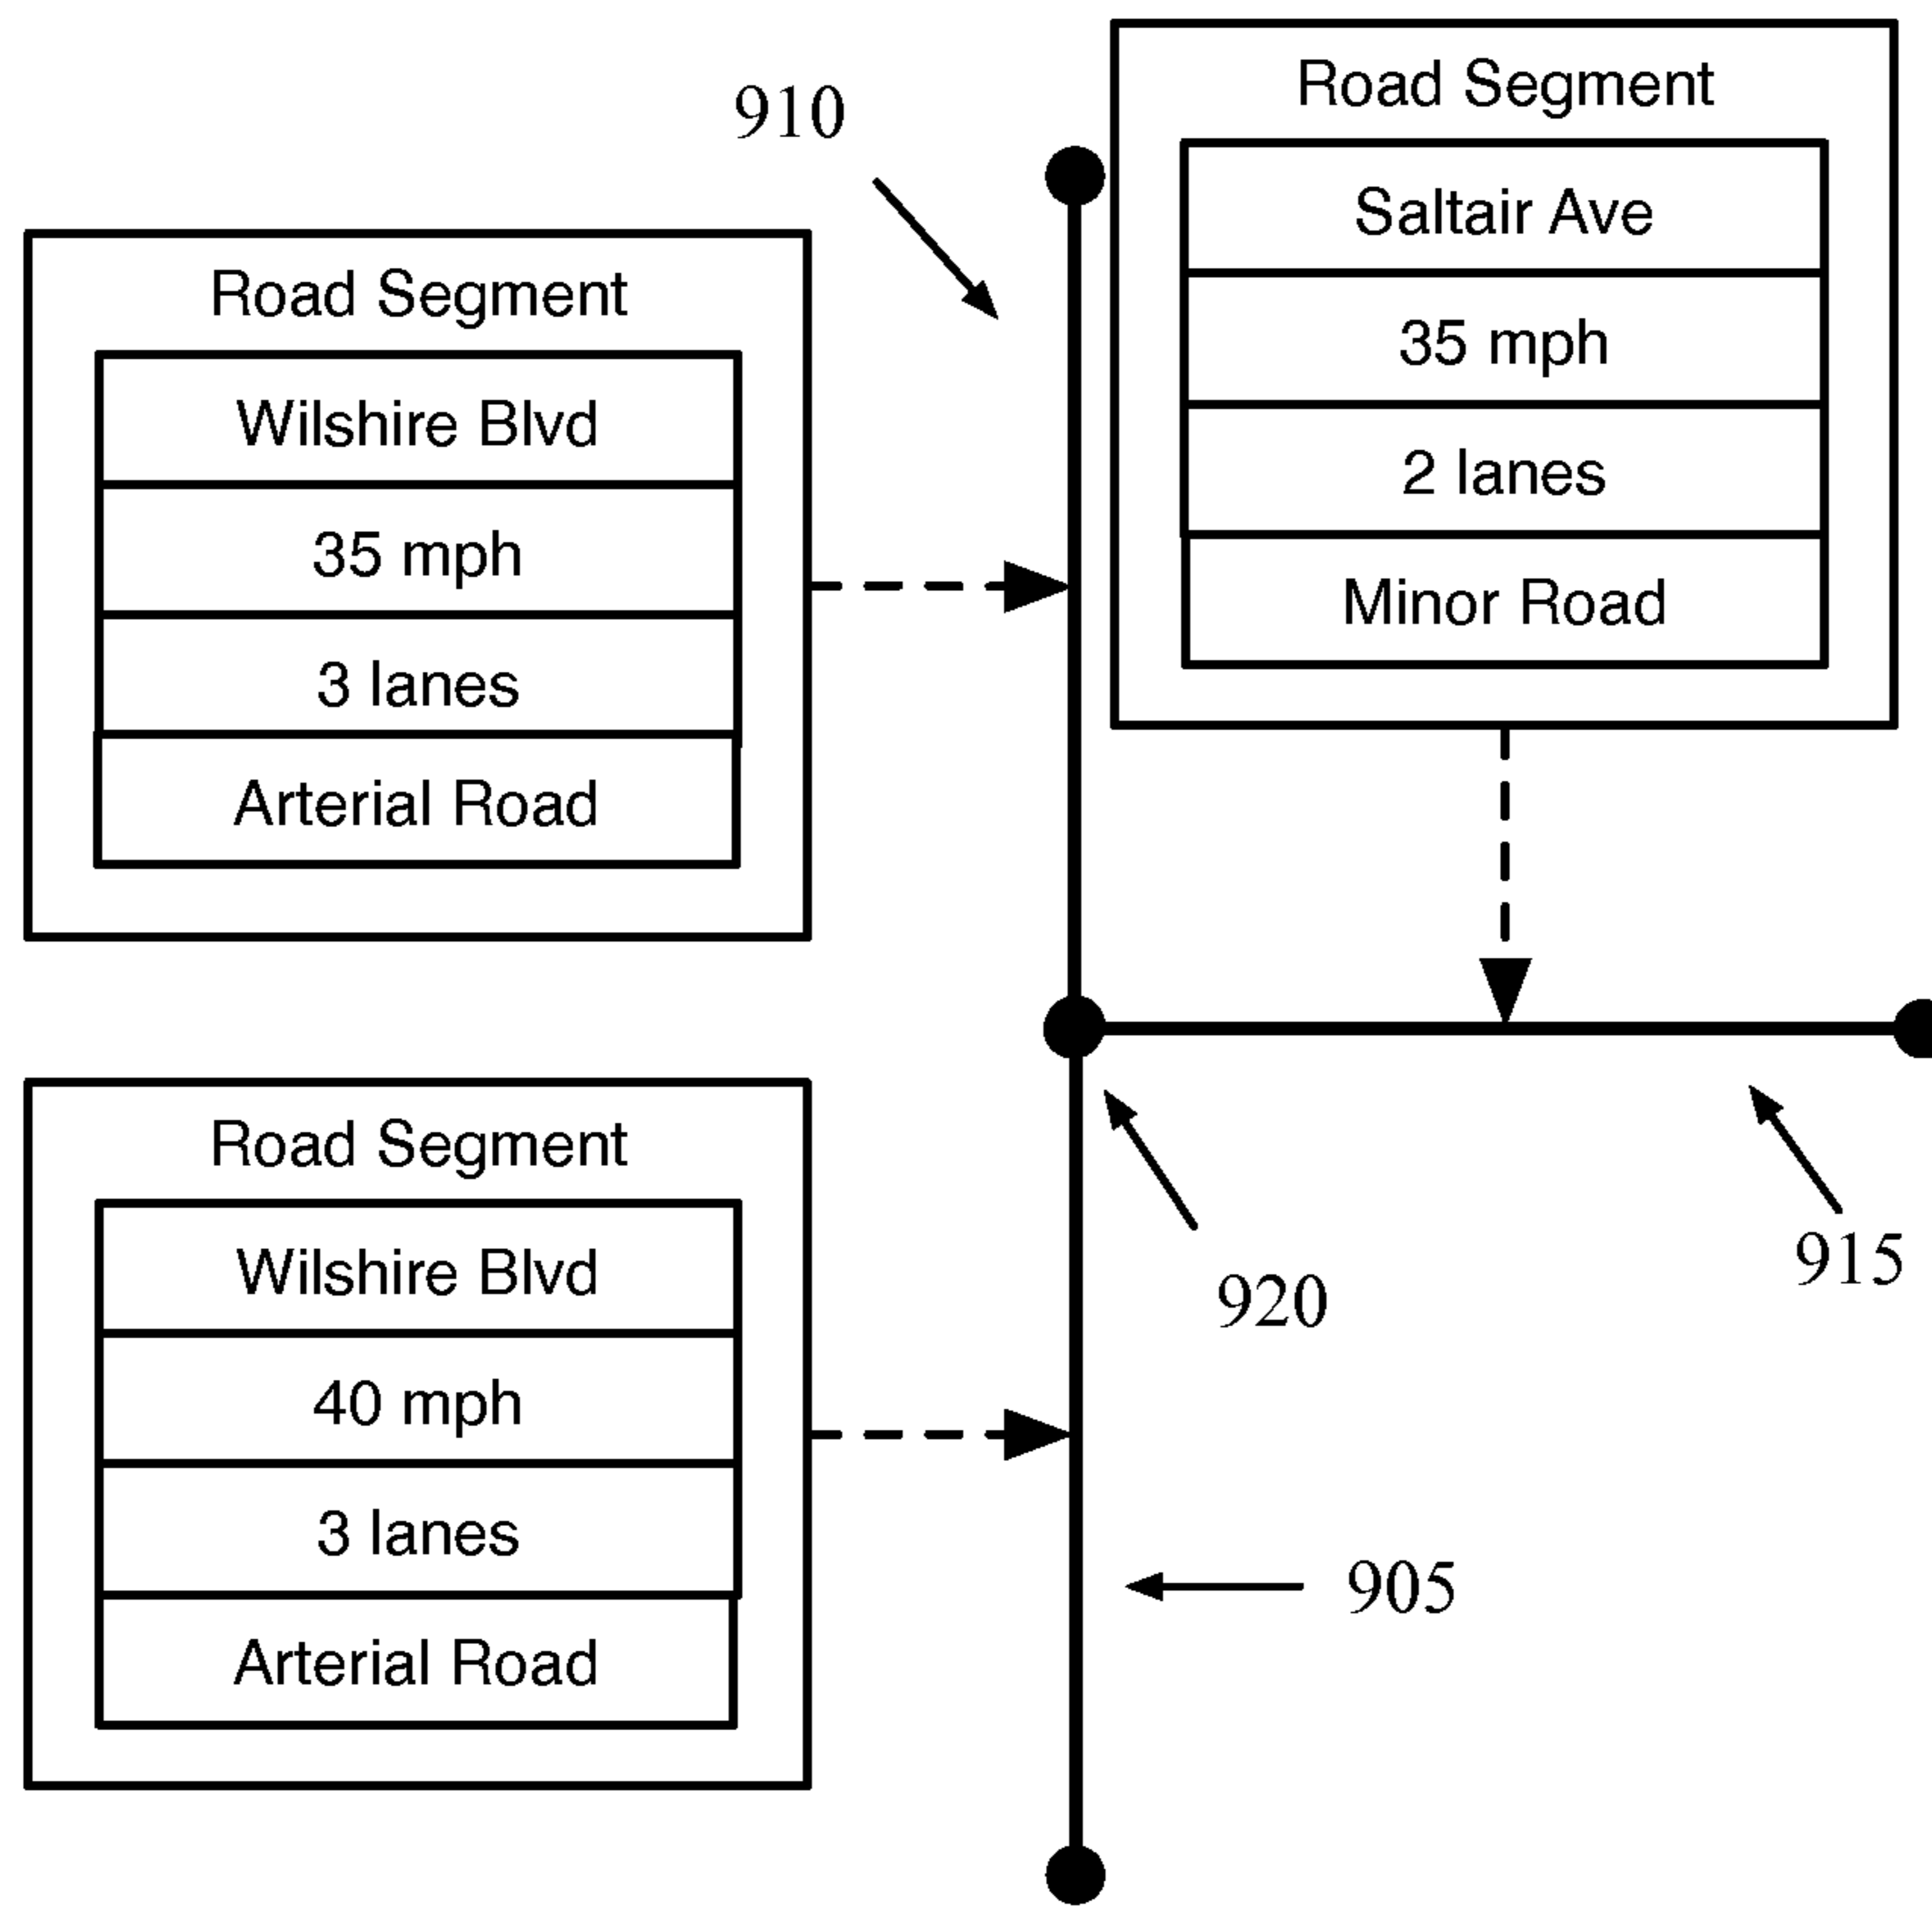 910
Road Segment
Saltair Ave
35 mph
2 lanes
Minor Road
Road Segment
Wilshire Blvd
35 mph
3 lanes
Arterial Road
Road Segment
Wilshire Blvd
40 mph
3 lanes
Arterial Road
920
915
905